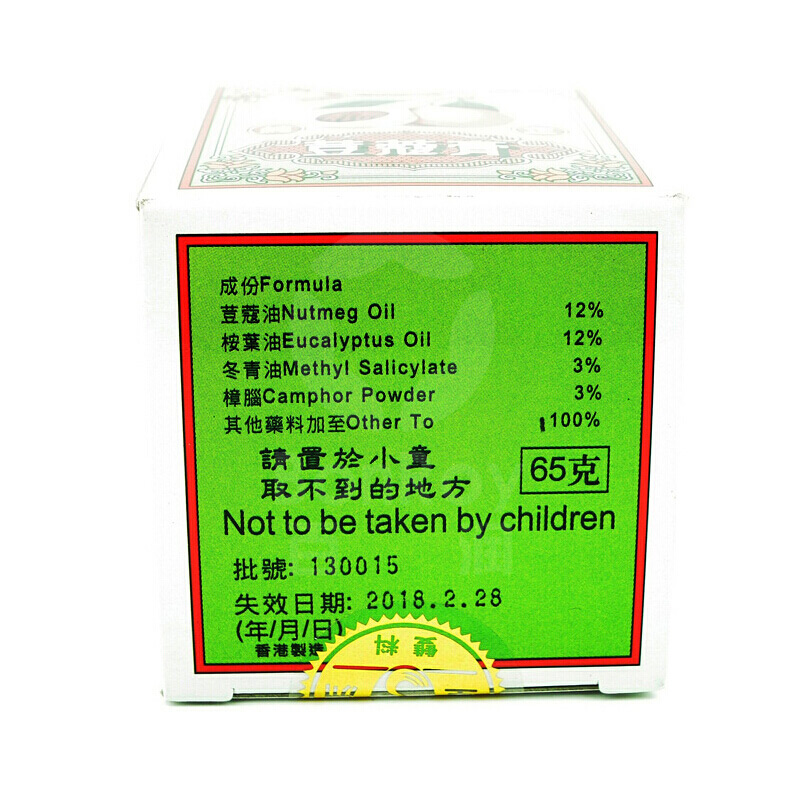 成份Formula
荳蔻油Nutmeg Oil 12%
桉葉油Eucalyptus Oil 12%
冬青油Methyl Salicylate 3%
樟腦Camphor Powder 3%
其他藥料加至Other To 100%
請置於小童
取不到的地方
65克
Not to be taken by children
批號: 130015
失效日期: 2018.2.28
(年/月/日)
香港製造
雙料